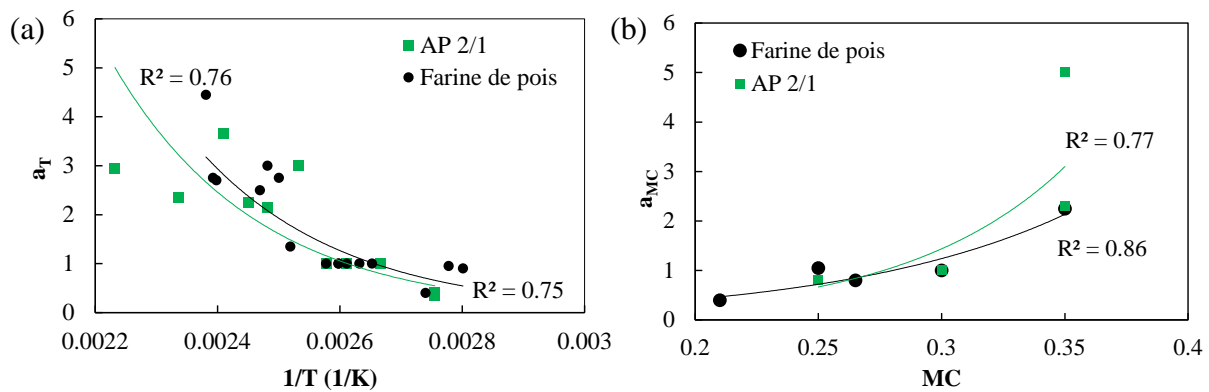 (a)
6
5
4
3
2
1
0
a_T
AP 2/1
Farine de pois
R² = 0.76
R² = 0.75
0.0022
0.0024
0.0026
0.0028
0.003
1/T (1/K)
(b)
6
5
4
3
2
1
0
a_MC
Farine de pois
AP 2/1
R² = 0.77
R² = 0.86
0.2
0.25
0.3
0.35
0.4
MC